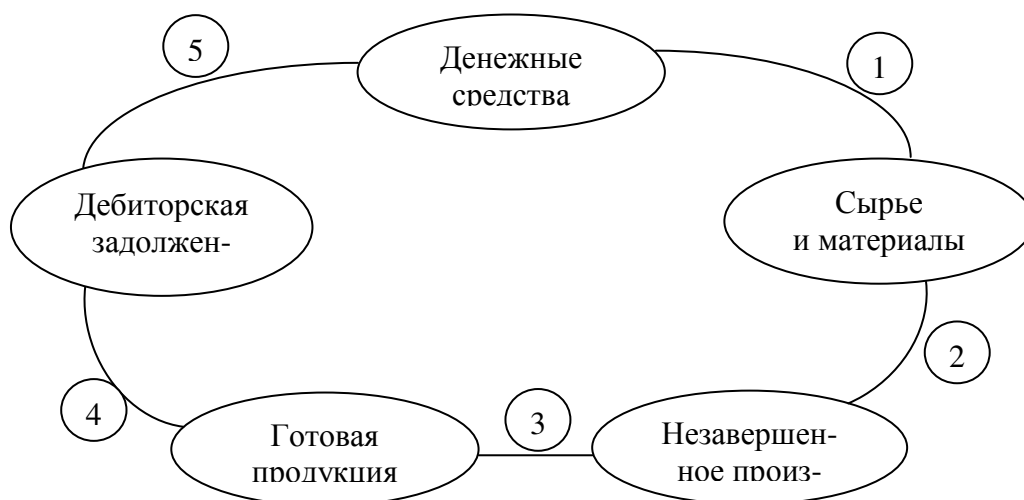 5
Денежные
средства
1
Дебиторская
задолжен-
Сырье
и материалы
2
4
3
Готовая
продукция
Незавершен-
ное произ-